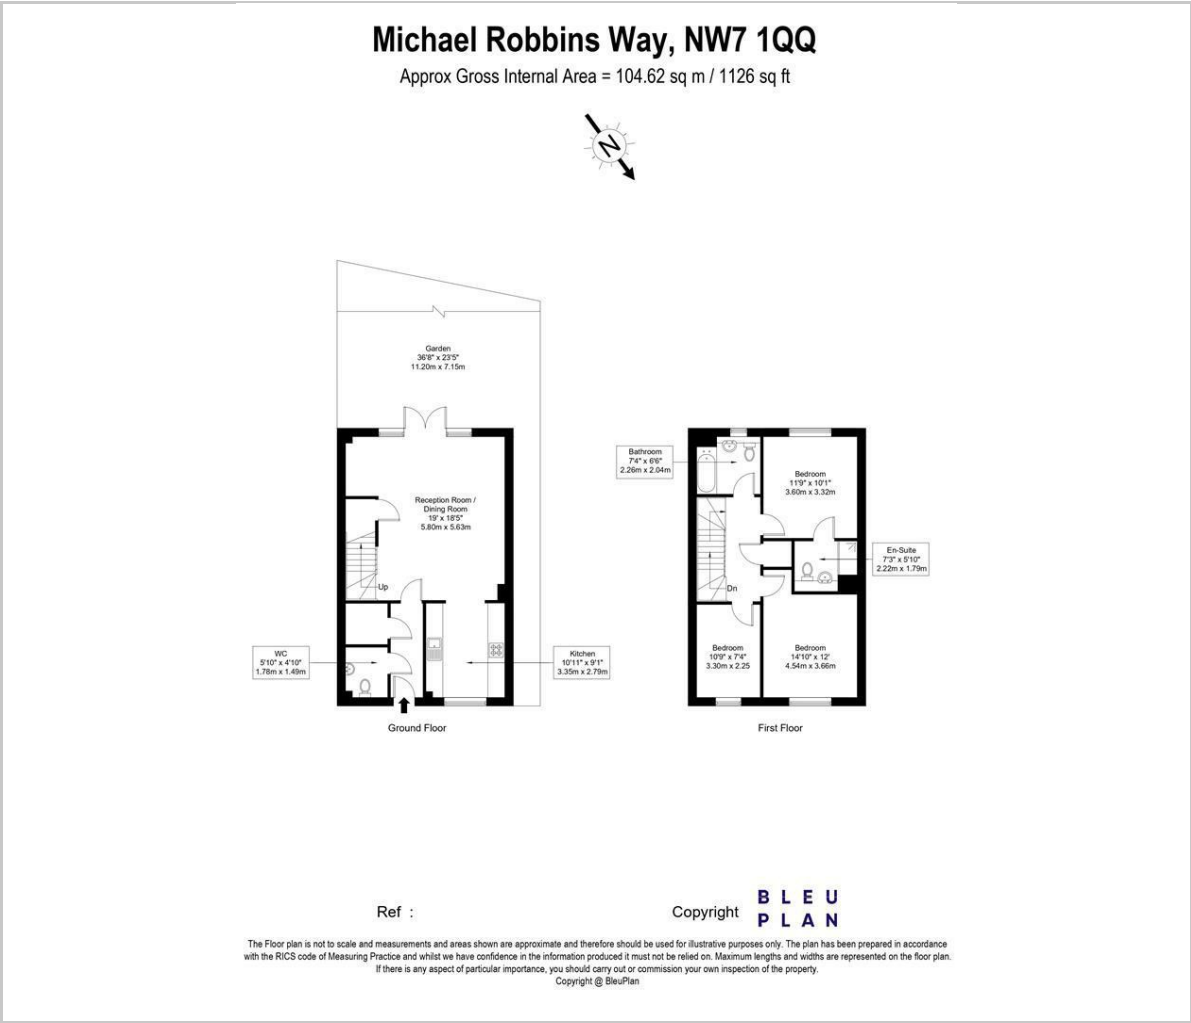 Michael Robbins Way, NW7 1QQ
Approx Gross Internal Area = 104.62 sq m / 1126 sq ft
N
Garden
36'8" x 23'5"
11.20m x 7.15m
Reception Room /
Dining Room
19' x 18'5"
5.80m x 5.63m
Up
WC
5'10" x 4'10"
1.78m x 1.49m
Kitchen
10'11" x 9'1"
3.35m x 2.79m
Ground Floor
Bathroom
7'4" x 6'6"
2.26m x 2.04m
Bedroom
11'9" x 10'1"
3.60m x 3.32m
En-Suite
7'3" x 5'10"
2.22m x 1.79m
Dn
Bedroom
10'9" x 7'4"
3.30m x 2.25
Bedroom
14'10" x 12'
4.54m x 3.66m
First Floor
Ref :
Copyright
BLEU
PLAN
The Floor plan is not to scale and measurements and areas shown are approximate and therefore should be used for illustrative purposes only. The plan has been prepared in accordance
with the RICS code of Measuring Practice and whilst we have confidence in the information produced it must not be relied on. Maximum lengths and widths are represented on the floor plan.
If there is any aspect of particular importance, you should carry out or commission your own inspection of the property.
Copyright @ BleuPlan